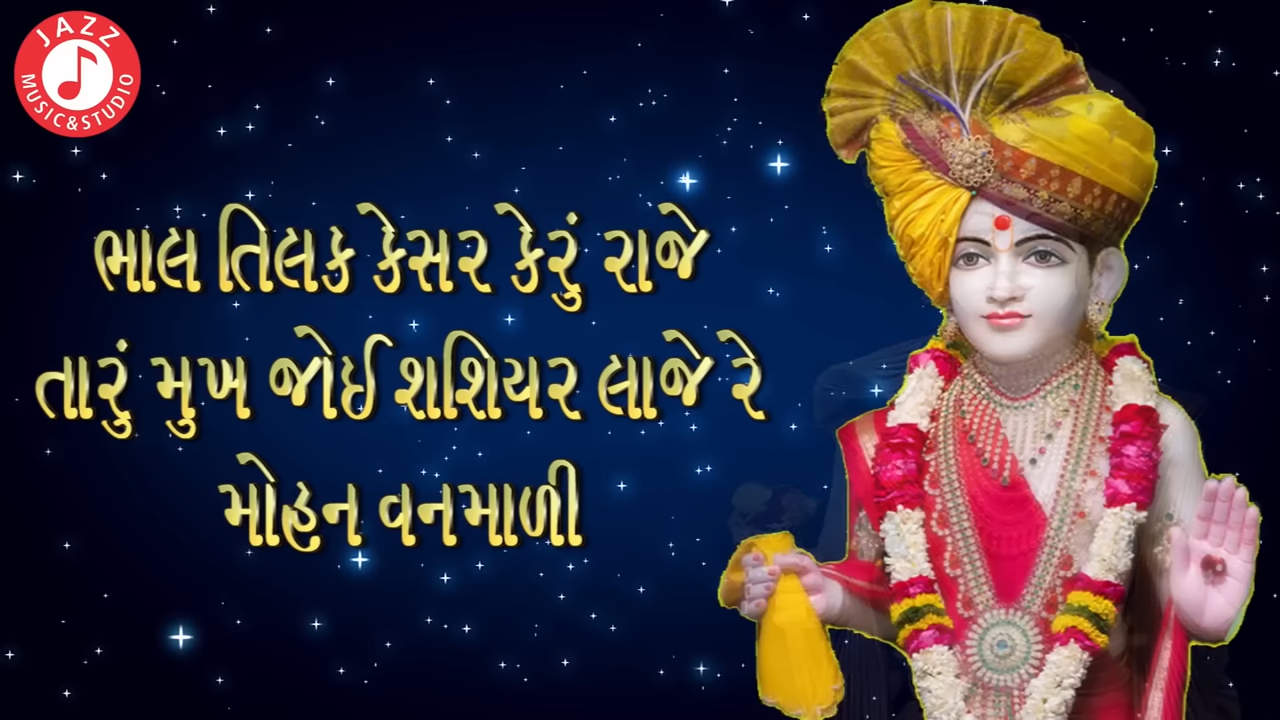 JAZZ
MUSIC&STUDIO
ભાલ તિલક કેસર કેરું રાજે
તારું મુખ જોઈ શશિયર લાજે રે
મોહન વનમાળી